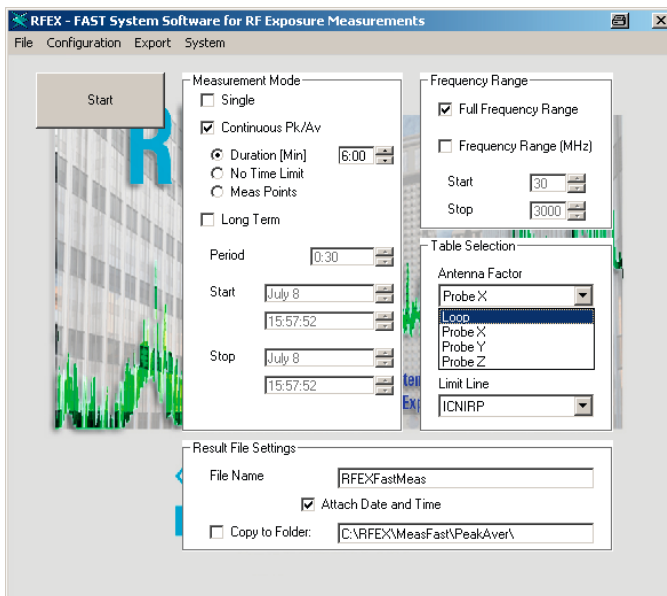 RFEX - FAST System Software for RF Exposure Measurements
File Configuration Export System
Start
Measurement Mode
Single
Continuous Pk/Av
Duration [Min] 6:00
No Time Limit
Meas Points
Long Term
Period 0:30
Start July 8
15:57:52
Stop July 8
15:57:52
Frequency Range
Full Frequency Range
Frequency Range (MHz)
Start 30
Stop 3000
Table Selection
Antenna Factor
Probe X
Loop
Probe X
Probe Y
Probe Z
Limit Line
ICNIRP
Result File Settings
File Name RFEXFastMeas
Attach Date and Time
Copy to Folder: C:\RFEX\MeasFast\PeakAver\